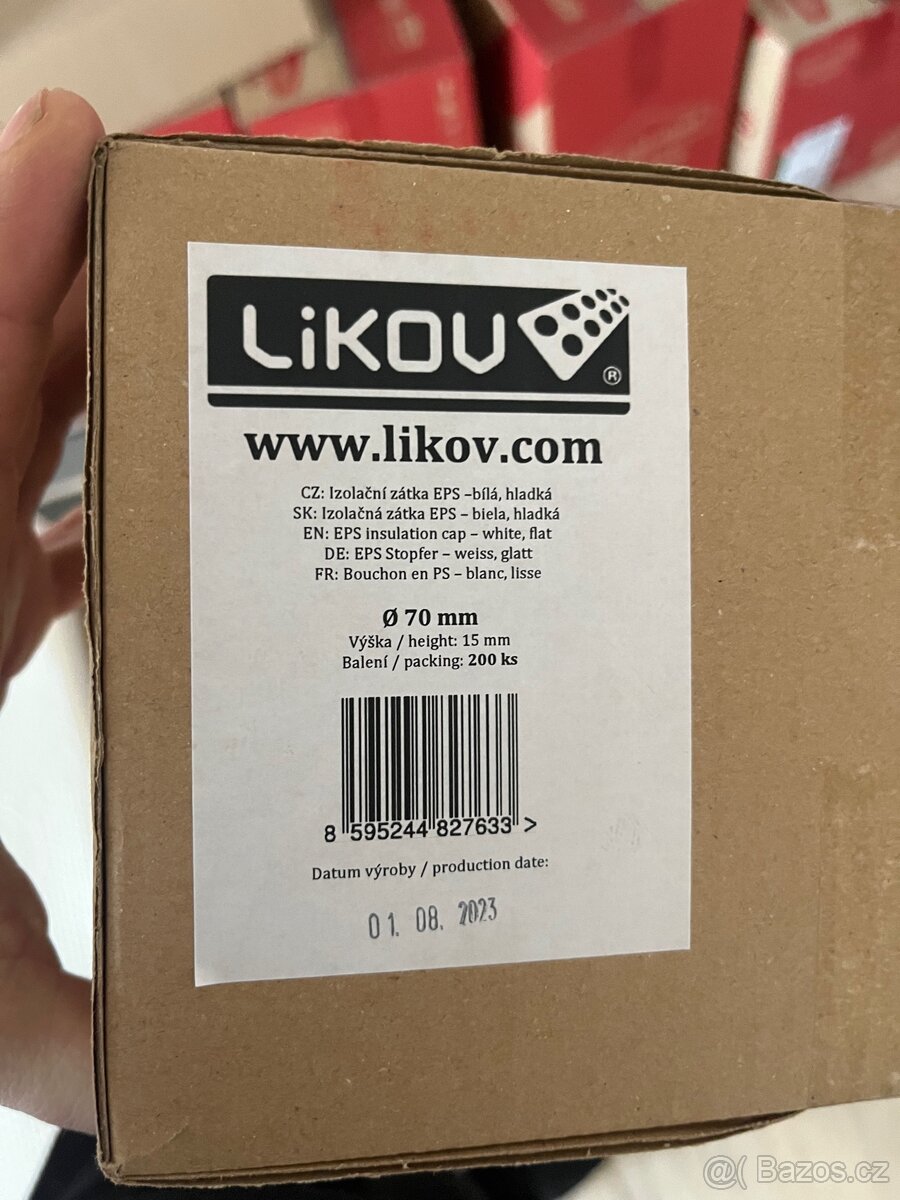 LiKOV
®
www.likov.com
CZ: Izolační zátka EPS –bílá, hladká
SK: Izolačná zátka EPS – biela, hladká
EN: EPS insulation cap – white, flat
DE: EPS Stopfer – weiss, glatt
FR: Bouchon en PS – blanc, lisse
Ø 70 mm
Výška / height: 15 mm
Balení / packing: 200 ks
8 595244 827633 >
Datum výroby / production date:
01. 08. 2023
@( Bazos.cz